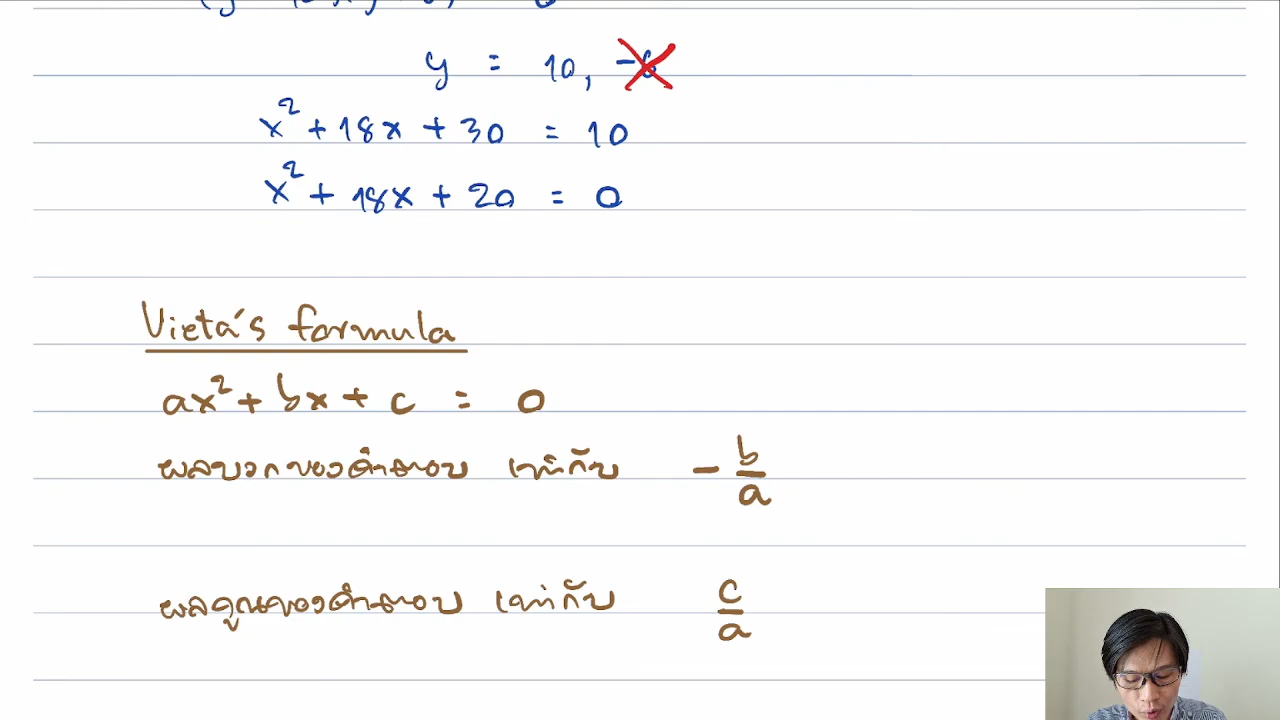 y = 10, -6
x² + 18x + 30 = 10
x² + 18x + 20 = 0
Vieta's formula
ax² + bx + c = 0
ผลบวกของคำตอบ เท่ากับ -b/a
ผลคูณของคำตอบ เท่ากับ c/a